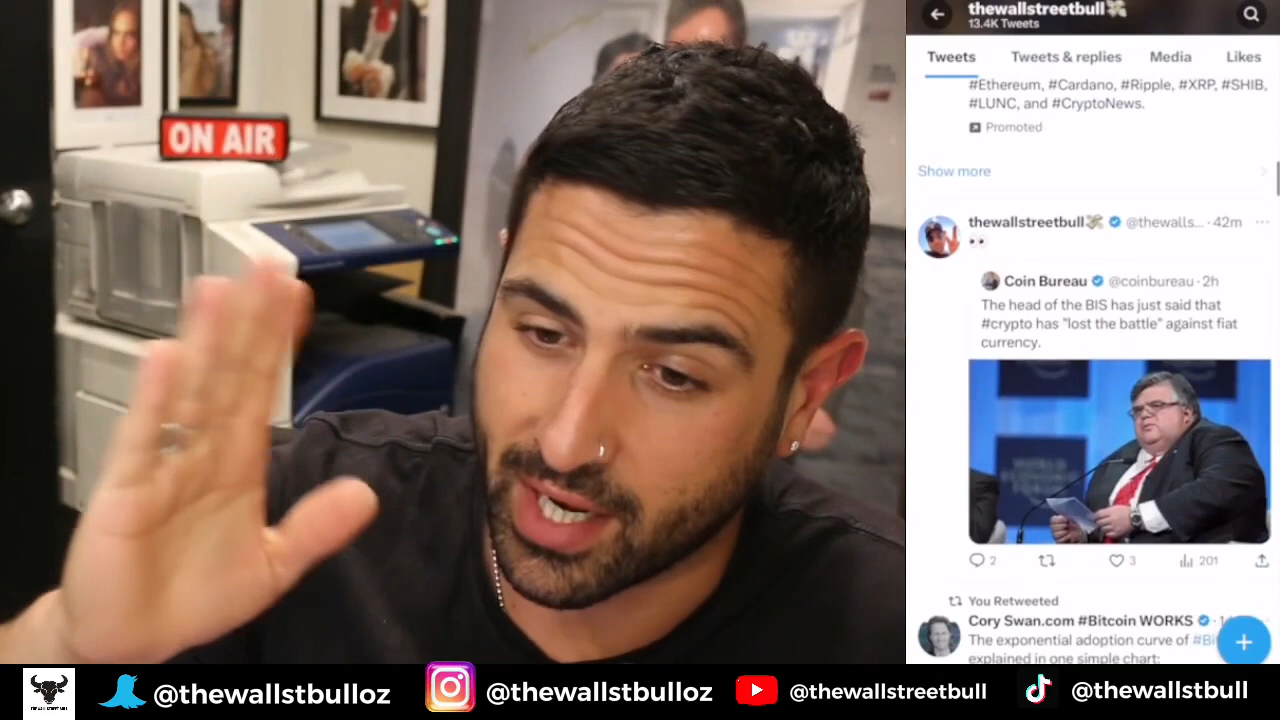 ON AIR
thewallstreetbull💸
13.4K Tweets
Tweets
Tweets & replies
Media
Likes
#Ethereum, #Cardano, #Ripple, #XRP, #SHIB,
#LUNC, and #CryptoNews.
Promoted
Show more
thewallstreetbull💸 @thewalls... · 42m
👀
Coin Bureau @coinbureau · 2h
The head of the BIS has just said that
#crypto has "lost the battle" against fiat
currency.
WORLD
2
3
201
You Retweeted
Cory Swan.com #Bitcoin WORKS
The exponential adoption curve of
explained in one simple chart:
@thewallstbulloz
@thewallstbulloz
@thewallstreetbull
@thewallstbull